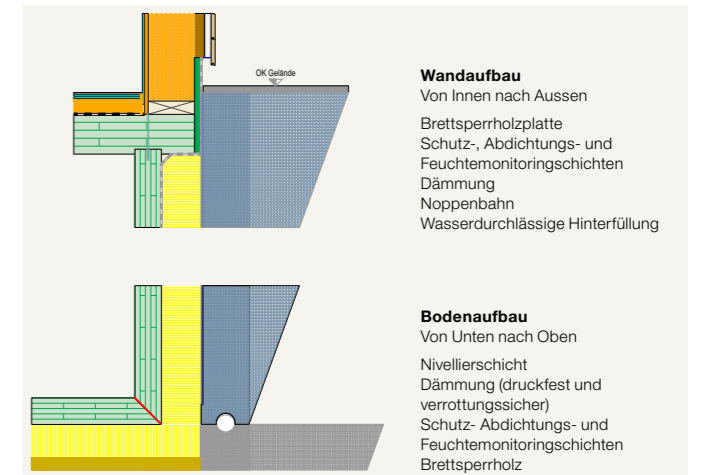 OK Gelände
Wandaufbau
Von Innen nach Aussen
Brettsperrholzplatte
Schutz-, Abdichtungs- und
Feuchtemonitoringschichten
Dämmung
Noppenbahn
Wasserdurchlässige Hinterfüllung
Bodenaufbau
Von Unten nach Oben
Nivellierschicht
Dämmung (druckfest und
verrottungssicher)
Schutz- Abdichtungs- und
Feuchtemonitoringschichten
Brettsperrholz